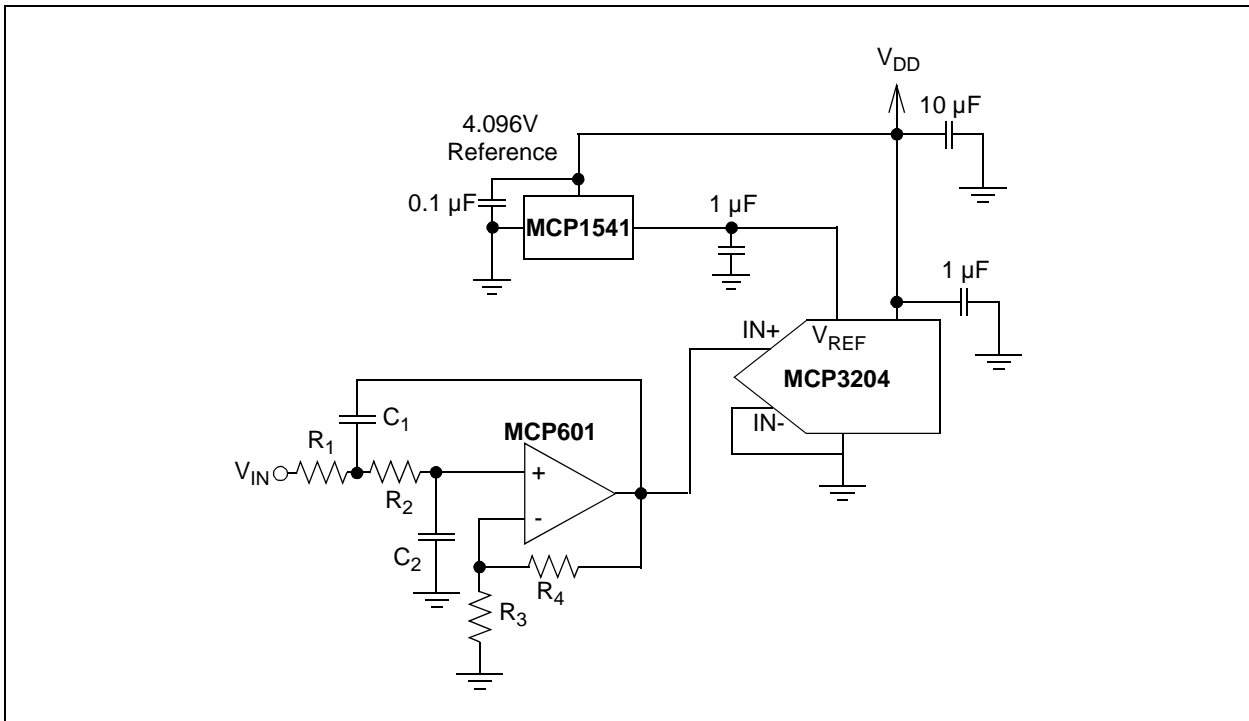 V_DD
10 µF
4.096V
Reference
0.1 µF
MCP1541
1 µF
1 µF
IN+
V_REF
MCP3204
IN-
C_1
MCP601
R_1
V_IN
R_2
+
-
C_2
R_4
R_3